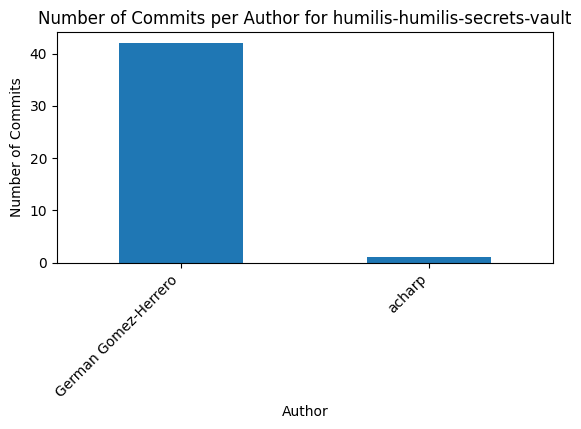 Number of Commits per Author for humilis-humilis-secrets-vault
Number of Commits
40
30
20
10
0
German Gomez-Herrero
acharp
Author